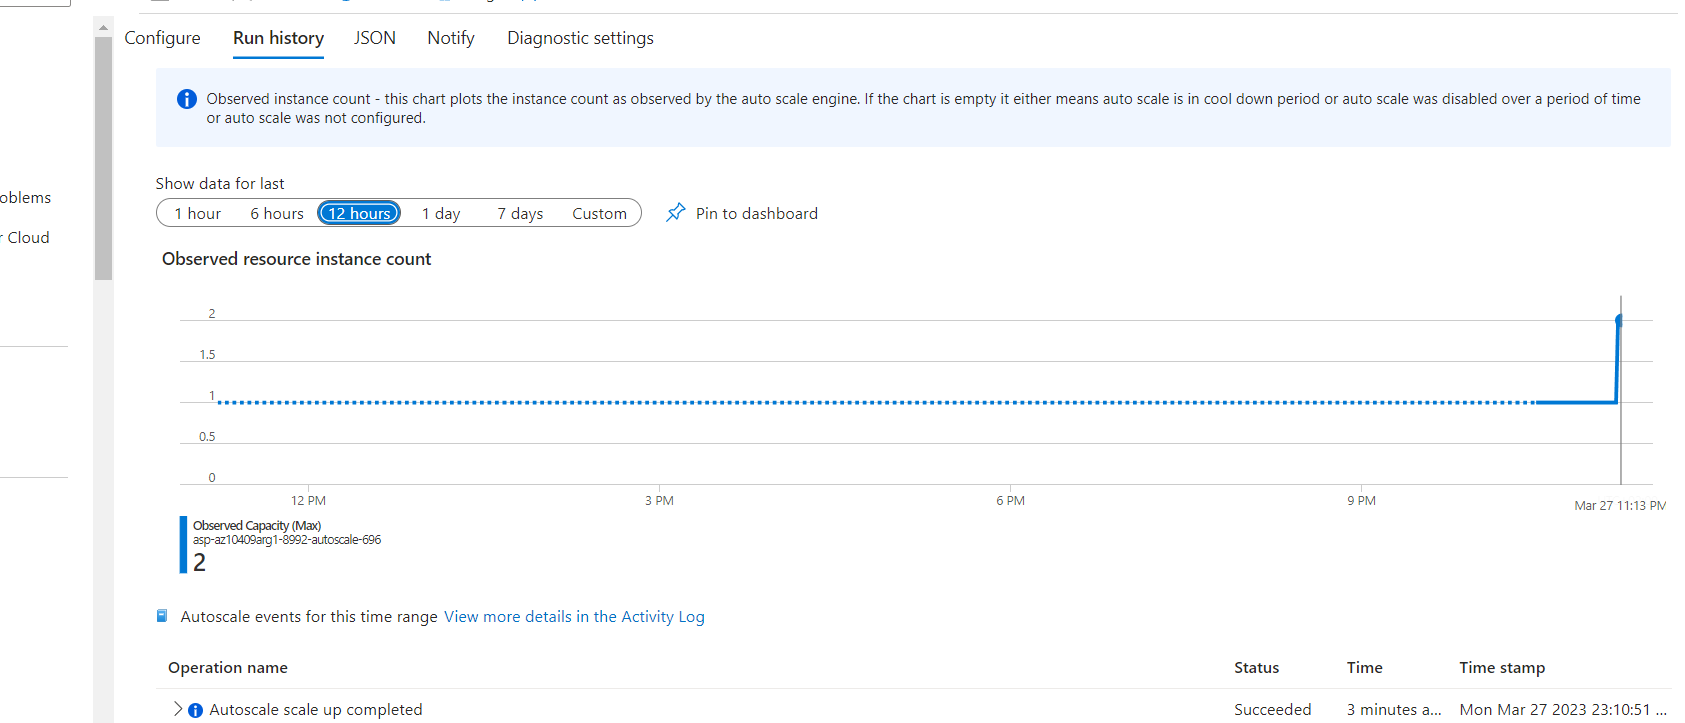 Configure Run history JSON Notify Diagnostic settings
Observed instance count - this chart plots the instance count as observed by the auto scale engine. If the chart is empty it either means auto scale is in cool down period or auto scale was disabled over a period of time
or auto scale was not configured.
Show data for last
oblems
1 hour 6 hours 12 hours 1 day 7 days Custom Pin to dashboard
r Cloud
Observed resource instance count
2
1.5
1
0.5
0
12 PM 3 PM 6 PM 9 PM Mar 27 11:13 PM
Observed Capacity (Max)
asp-az10409arg1-8992-autoscale-696
2
Autoscale events for this time range View more details in the Activity Log
Operation name Status Time Time stamp
Autoscale scale up completed Succeeded 3 minutes a... Mon Mar 27 2023 23:10:51 ...